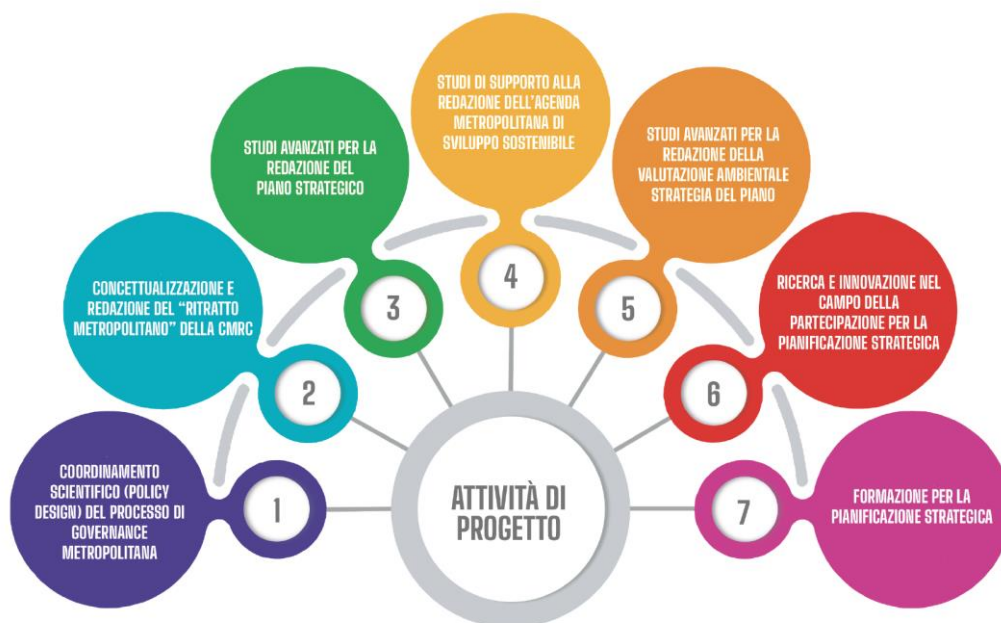 COORDINAMENTO
SCIENTIFICO (POLICY
DESIGN) DEL PROCESSO DI
GOVERNANCE
METROPOLITANA
1
CONCETTUALIZZAZIONE E
REDAZIONE DEL “RITRATTO
METROPOLITANO” DELLA CMRC
2
STUDI AVANZATI PER LA
REDAZIONE DEL
PIANO STRATEGICO
3
STUDI DI SUPPORTO ALLA
REDAZIONE DELL'AGENDA
METROPOLITANA DI
SVILUPPO SOSTENIBILE
4
STUDI AVANZATI PER LA
REDAZIONE DELLA
VALUTAZIONE AMBIENTALE
STRATEGIA DEL PIANO
5
RICERCA E INNOVAZIONE NEL
CAMPO DELLA
PARTECIPAZIONE PER LA
PIANIFICAZIONE STRATEGICA
6
FORMAZIONE PER LA
PIANIFICAZIONE STRATEGICA
7
ATTIVITÀ DI
PROGETTO